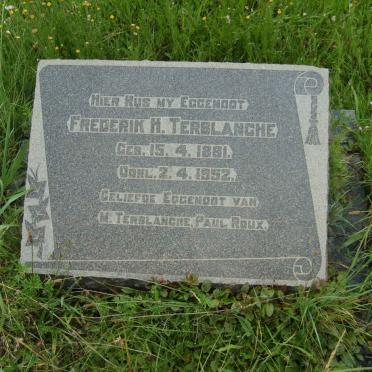 Hier Rus my Eggenoot
Frederik H. Terblanche
Geb. 15. 4. 1881.
Oorl. 2. 4. 1952.
Geliefde Eggenoot van
M. Terblanche, Paul Roux.